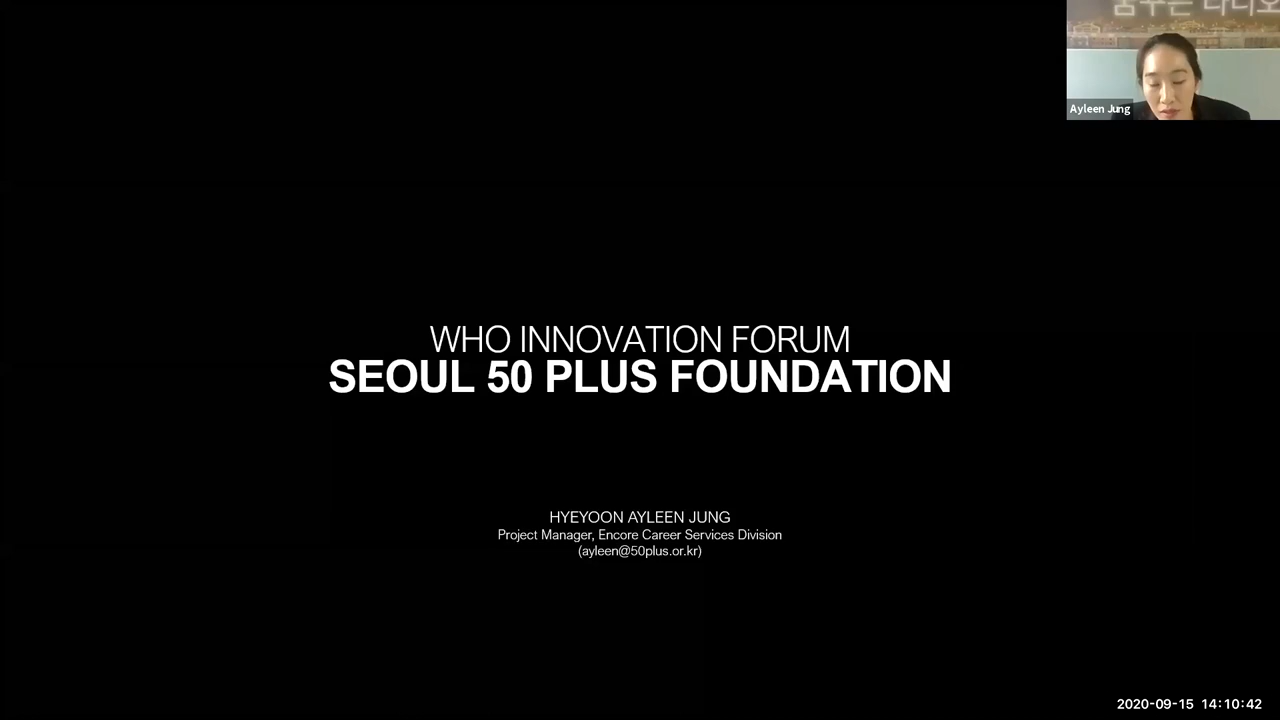 Ayleen Jung
WHO INNOVATION FORUM
SEOUL 50 PLUS FOUNDATION
HYEYOON AYLEEN JUNG
Project Manager, Encore Career Services Division
(ayleen@50plus.or.kr)
2020-09-15 14:10:42